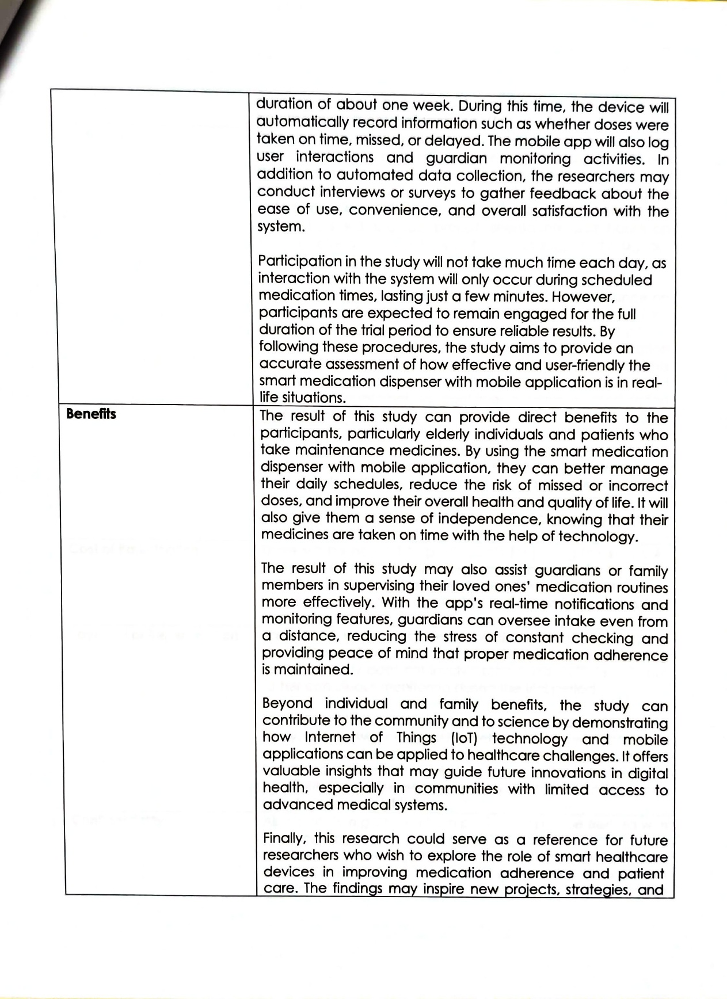 duration of about one week. During this time, the device will
automatically record information such as whether doses were
taken on time, missed, or delayed. The mobile app will also log
user interactions and guardian monitoring activities. In
addition to automated data collection, the researchers may
conduct interviews or surveys to gather feedback about the
ease of use, convenience, and overall satisfaction with the
system.
Participation in the study will not take much time each day, as
interaction with the system will only occur during scheduled
medication times, lasting just a few minutes. However,
participants are expected to remain engaged for the full
duration of the trial period to ensure reliable results. By
following these procedures, the study aims to provide an
accurate assessment of how effective and user-friendly the
smart medication dispenser with mobile application is in real-
life situations.
Benefits
The result of this study can provide direct benefits to the
participants, particularly elderly individuals and patients who
take maintenance medicines. By using the smart medication
dispenser with mobile application, they can better manage
their daily schedules, reduce the risk of missed or incorrect
doses, and improve their overall health and quality of life. It will
also give them a sense of independence, knowing that their
medicines are taken on time with the help of technology.
The result of this study may also assist guardians or family
members in supervising their loved ones' medication routines
more effectively. With the app's real-time notifications and
monitoring features, guardians can oversee intake even from
a distance, reducing the stress of constant checking and
providing peace of mind that proper medication adherence
is maintained.
Beyond individual and family benefits, the study can
contribute to the community and to science by demonstrating
how Internet of Things (IoT) technology and mobile
applications can be applied to healthcare challenges. It offers
valuable insights that may guide future innovations in digital
health, especially in communities with limited access to
advanced medical systems.
Finally, this research could serve as a reference for future
researchers who wish to explore the role of smart healthcare
devices in improving medication adherence and patient
care. The findings may inspire new projects, strategies, and